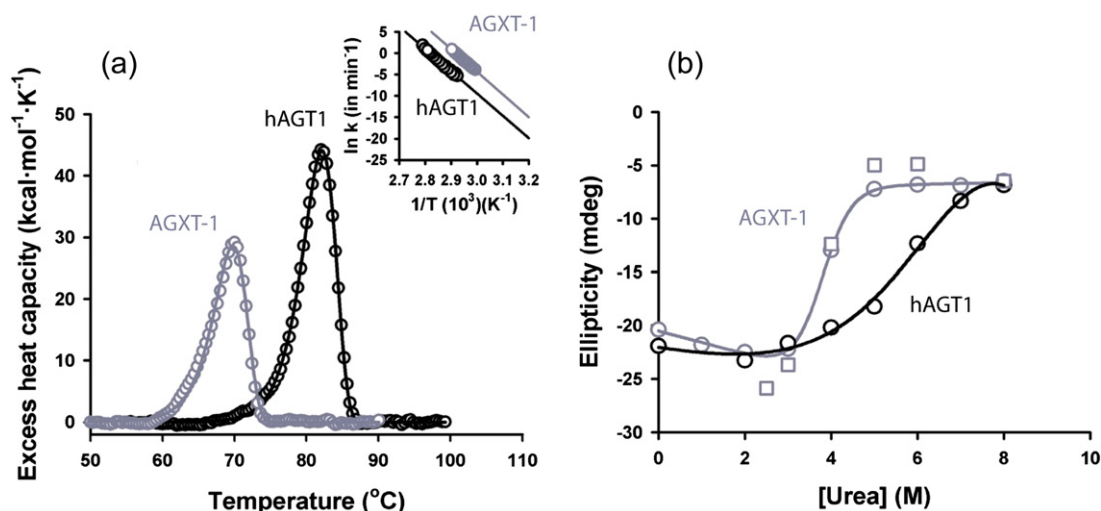 (a)
Excess heat capacity (kcal·mol⁻¹·K⁻¹)
50
40
30
20
10
0
50 60 70 80 90 100 110
Temperature (ºC)
AGXT-1
hAGT1
ln k (in min⁻¹)
5
0
-5
-10
-15
-20
-25
2.7 2.8 2.9 3.0 3.1 3.2
1/T (10³)(K⁻¹)
AGXT-1
hAGT1
(b)
Ellipticity (mdeg)
0
-5
-10
-15
-20
-25
-30
0 2 4 6 8 10
[Urea] (M)
AGXT-1
hAGT1